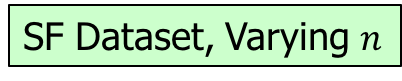 SF Dataset, Varying n